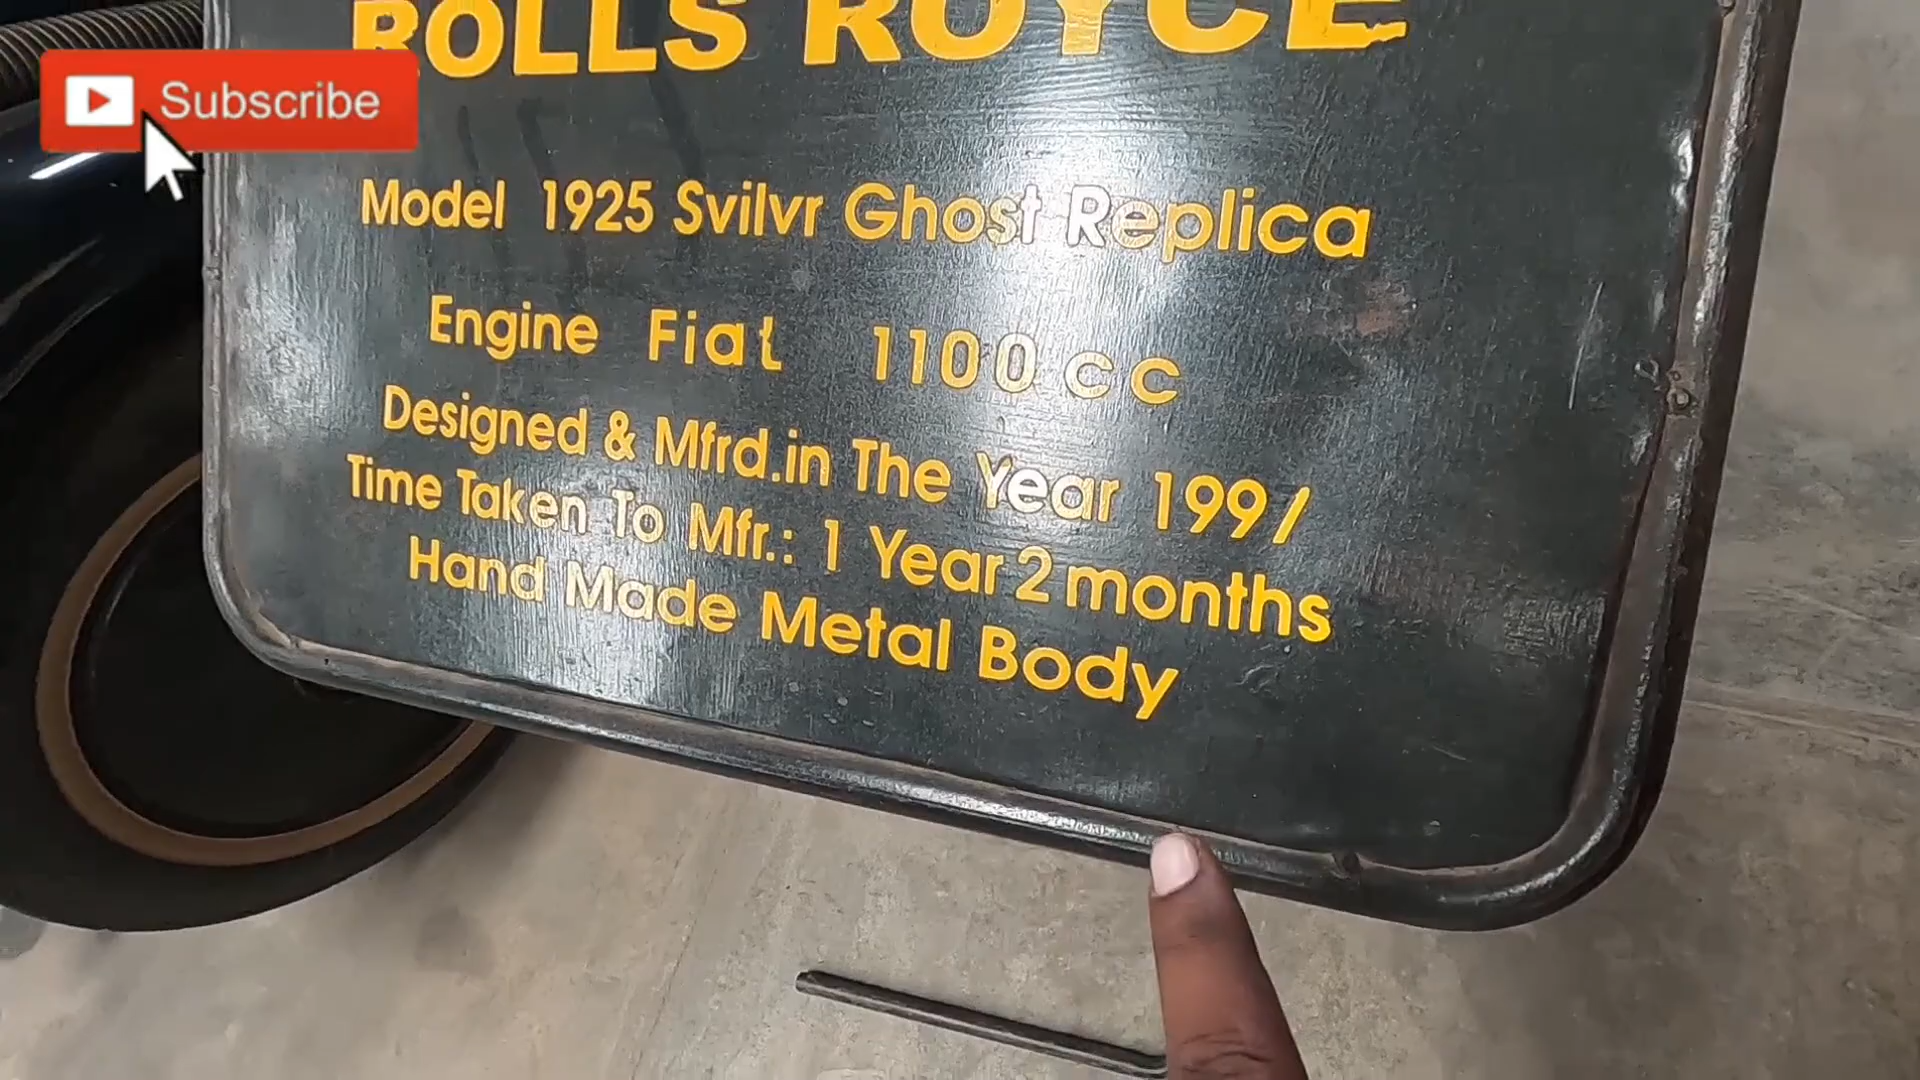 ROLLS ROYCE
Subscribe
Model 1925 Svilvr Ghost Replica
Engine Fiat 1100 cc
Designed & Mfrd.in The Year 199/
Time Taken To Mfr.: 1 Year 2 months
Hand Made Metal Body